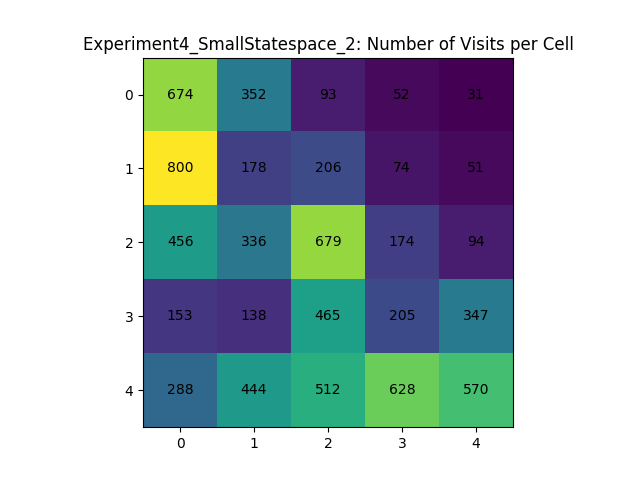 Experiment4_SmallStatespace_2: Number of Visits per Cell
0 674 352 93 52 31
1 800 178 206 74 51
2 456 336 679 174 94
3 153 138 465 205 347
4 288 444 512 628 570
0 1 2 3 4